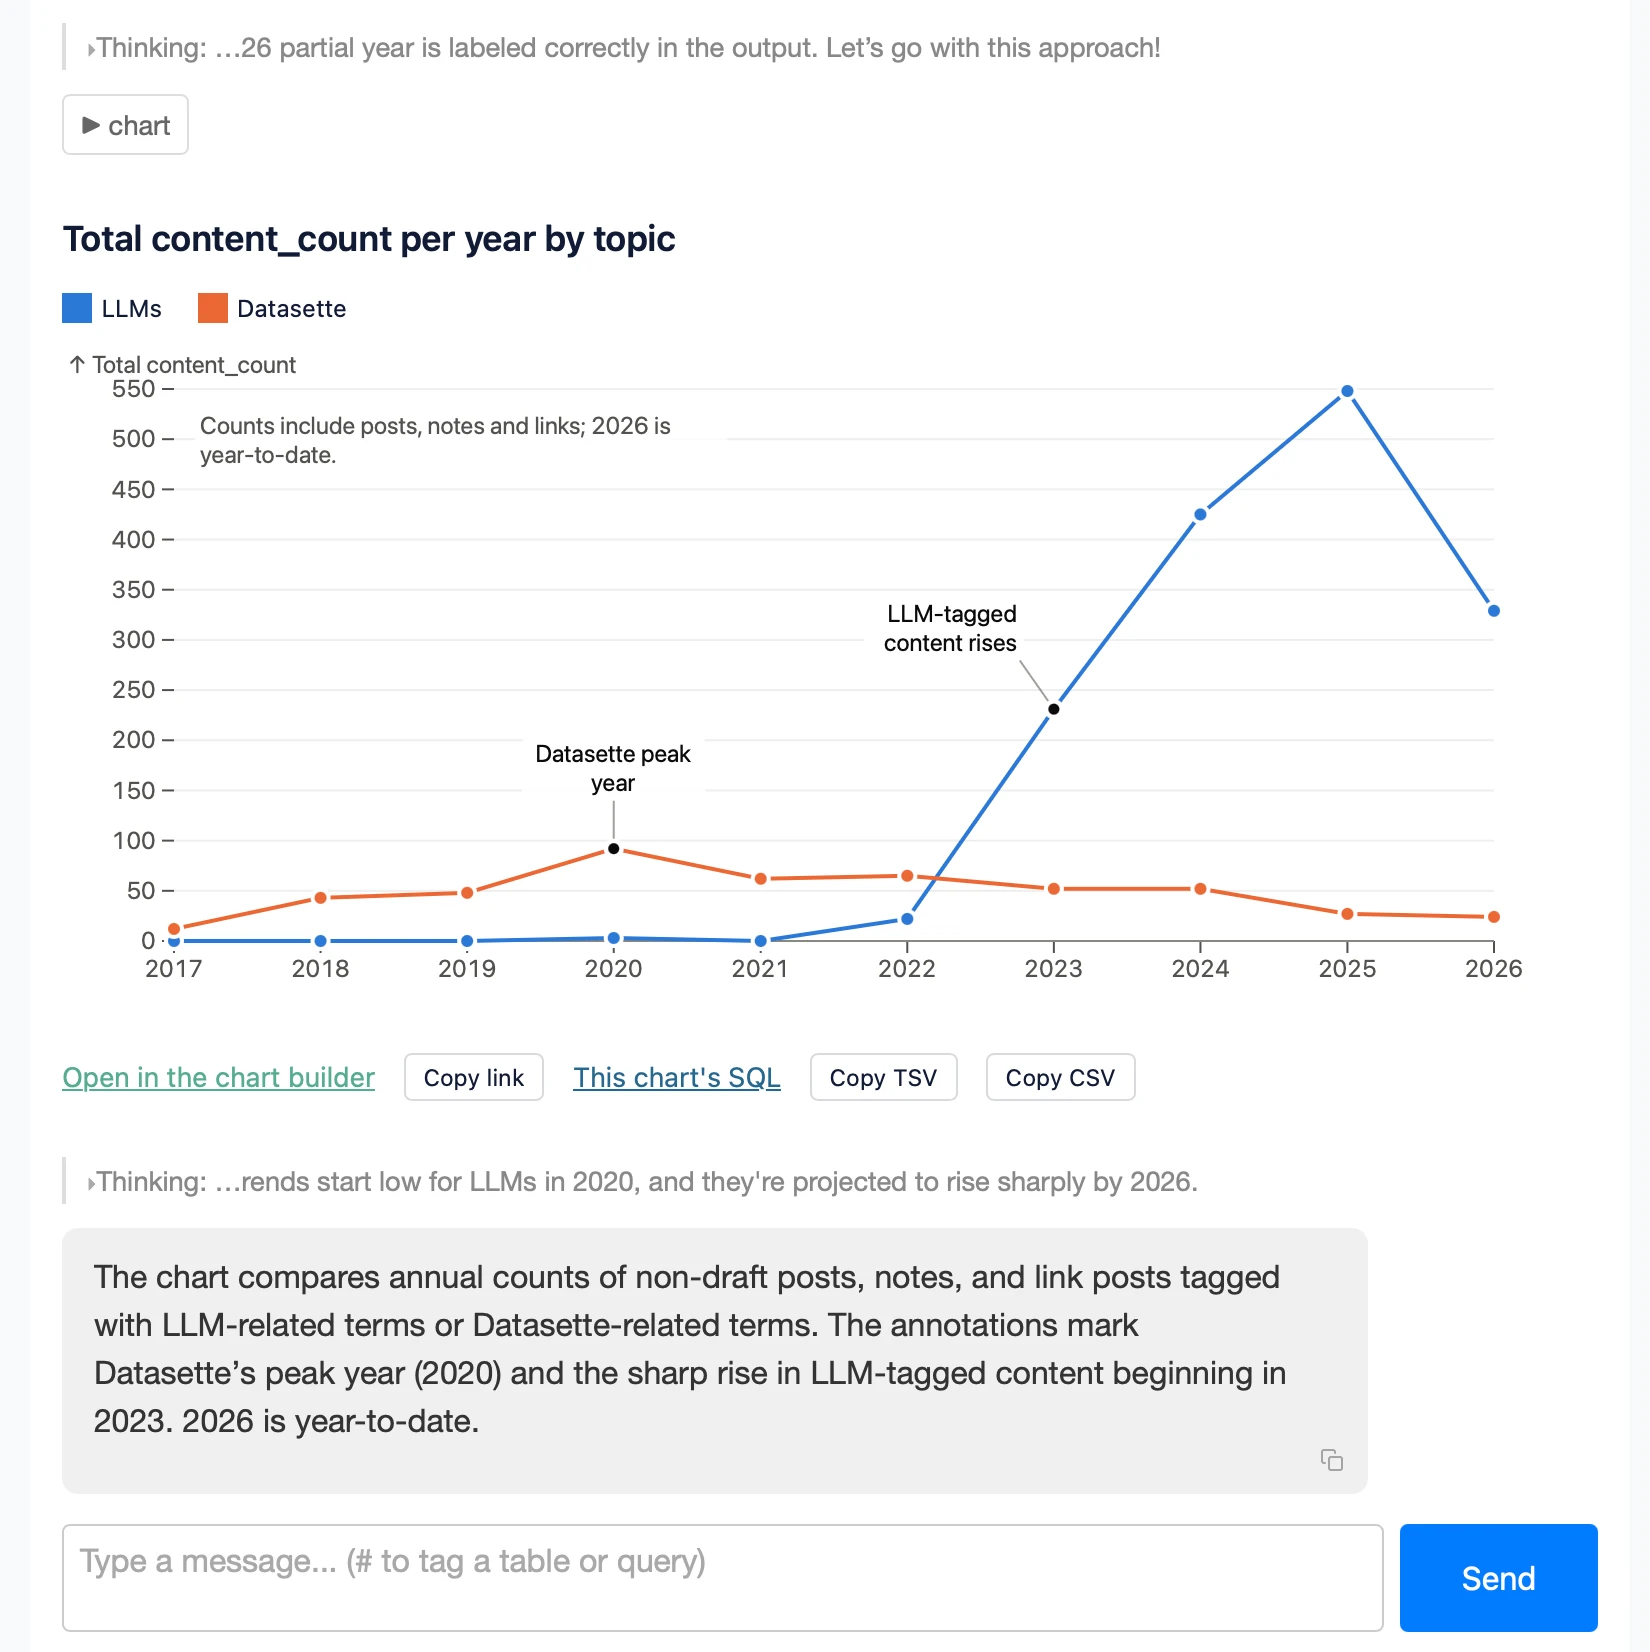 ▸Thinking: …26 partial year is labeled correctly in the output. Let’s go with this approach!
▶ chart
Total content_count per year by topic
LLMs Datasette
↑ Total content_count
550
Counts include posts, notes and links; 2026 is
500
year-to-date.
450
400
350
LLM-tagged
300
content rises
250
200
Datasette peak
150
year
100
50
0
2017 2018 2019 2020 2021 2022 2023 2024 2025 2026
Open in the chart builder Copy link This chart's SQL Copy TSV Copy CSV
▸Thinking: …rends start low for LLMs in 2020, and they're projected to rise sharply by 2026.
The chart compares annual counts of non-draft posts, notes, and link posts tagged
with LLM-related terms or Datasette-related terms. The annotations mark
Datasette’s peak year (2020) and the sharp rise in LLM-tagged content beginning in
2023. 2026 is year-to-date.
Type a message... (# to tag a table or query)
Send